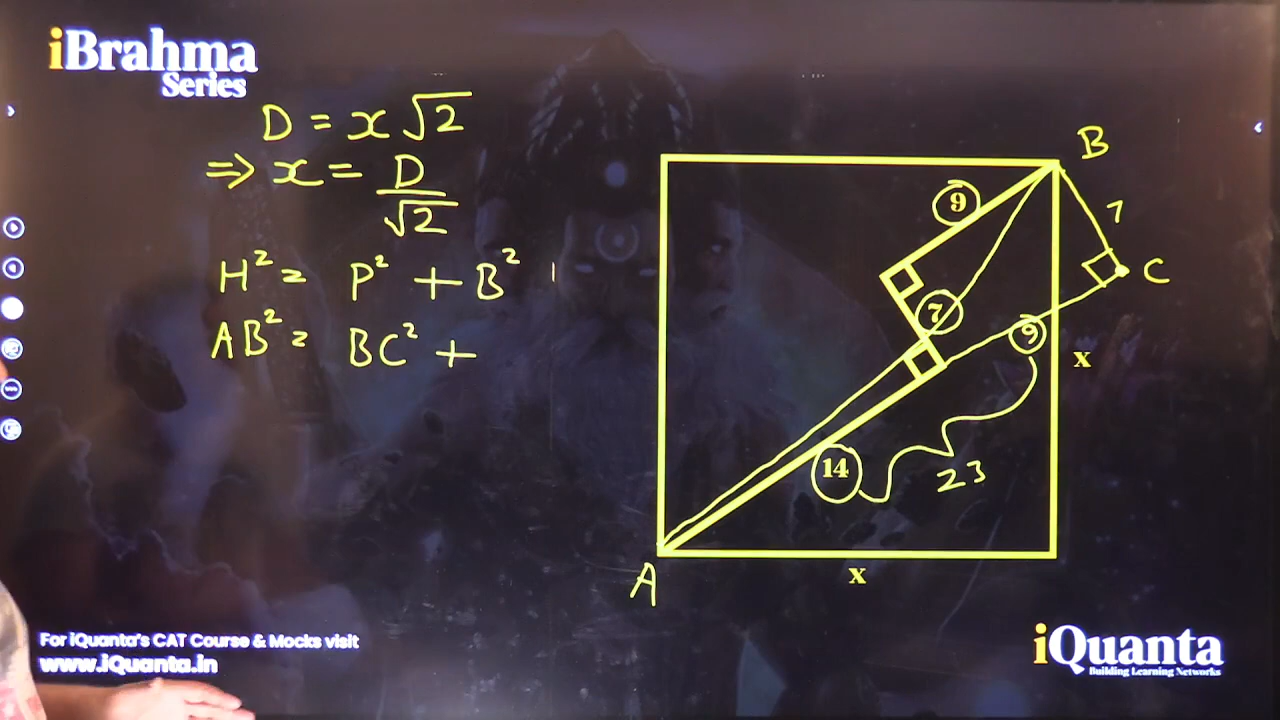 iBrahma
Series
D = x√2
⇒ x = D/√2
H² = P² + B²
AB² = BC² +
B
9
7
C
7
9
x
14
23
A
x
For iQuanta's CAT Course & Mocks visit
www.iQuanta.in
iQuanta
Building Learning Networks